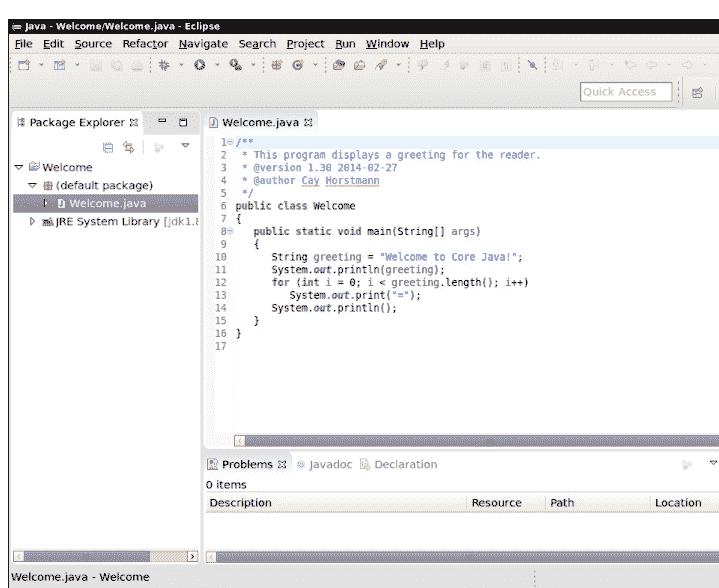 Java - Welcome/Welcome.java - Eclipse
File Edit Source Refactor Navigate Search Project Run Window Help
Quick Access
Package Explorer
Welcome
(default package)
Welcome.java
JRE System Library [jdk1.8
Welcome.java
1 /**
2  * This program displays a greeting for the reader.
3  * @version 1.30 2014-02-27
4  * @author Cay Horstmann
5  */
6 public class Welcome
7 {
8    public static void main(String[] args)
9    {
10       String greeting = "Welcome to Core Java!";
11       System.out.println(greeting);
12       for (int i = 0; i < greeting.length(); i++)
13          System.out.print("=");
14       System.out.println();
15    }
16 }
17
Problems Javadoc Declaration
0 items
Description Resource Path Location
Welcome.java - Welcome